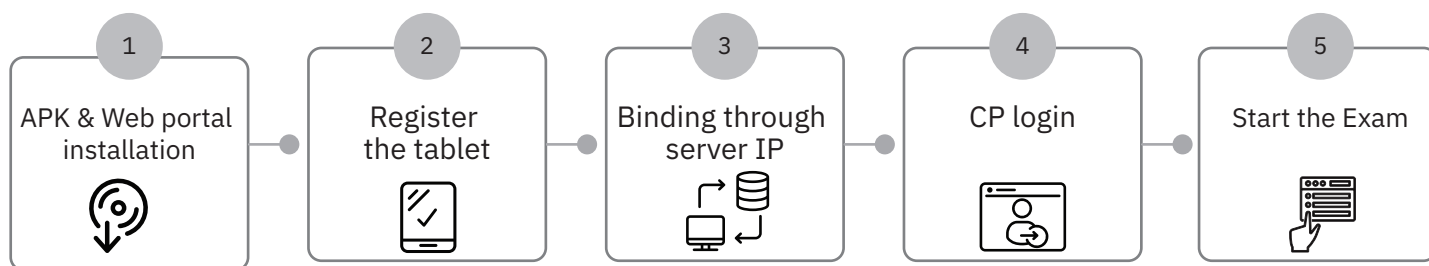 1
APK & Web portal
installation
2
Register
the tablet
3
Binding through
server IP
4
CP login
5
Start the Exam